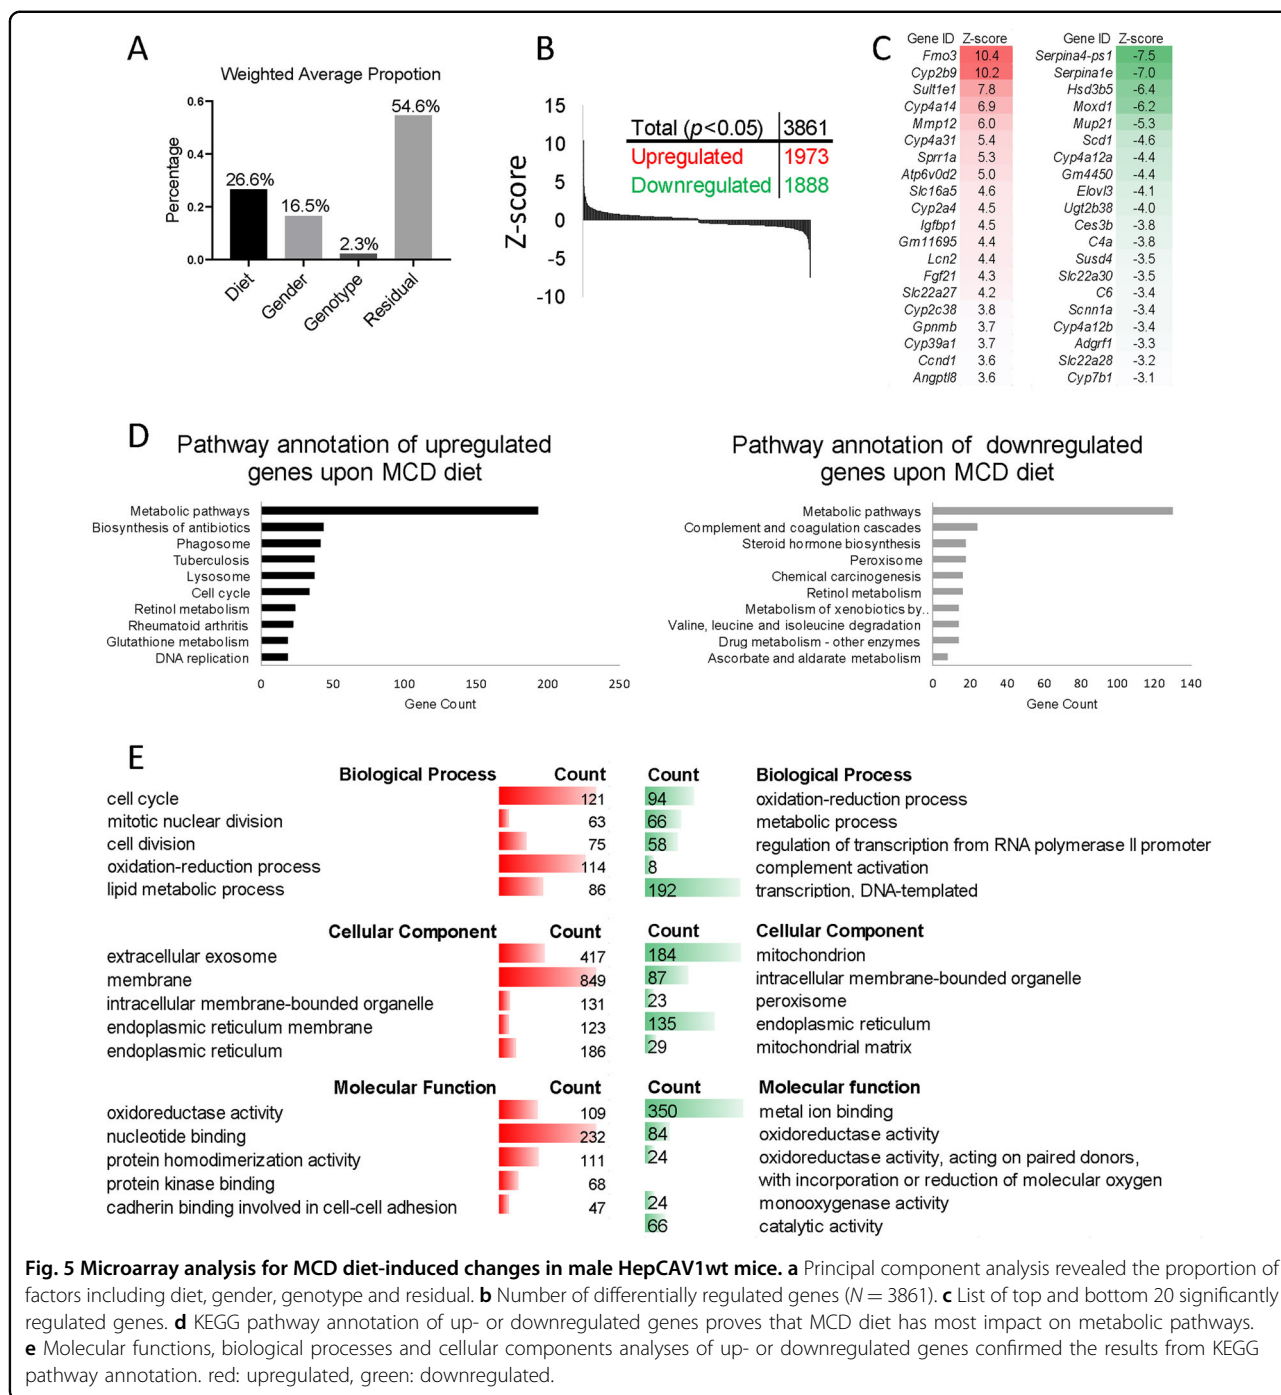 A
Weighted Average Propotion
Percentage
0.6
0.4
0.2
0.0
26.6%
16.5%
2.3%
54.6%
Diet
Gender
Genotype
Residual
B
Z-score
15
10
5
0
-5
-10
Total (p<0.05) 3861
Upregulated 1973
Downregulated 1888
C
Gene ID Z-score
Fmo3 10.4
Cyp2b9 10.2
Sult1e1 7.8
Cyp4a14 6.9
Mmp12 6.0
Cyp4a31 5.4
Sprr1a 5.3
Atp6v0d2 5.0
Slc16a5 4.6
Cyp2a4 4.5
Igfbp1 4.5
Gm11695 4.4
Lcn2 4.4
Fgf21 4.3
Slc22a27 4.2
Cyp2c38 3.8
Gpnmb 3.7
Cyp39a1 3.7
Ccnd1 3.6
Angptl8 3.6
Gene ID Z-score
Serpina4-ps1 -7.5
Serpina1e -7.0
Hsd3b5 -6.4
Moxd1 -6.2
Mup21 -5.3
Scd1 -4.6
Cyp4a12a -4.4
Gm4450 -4.4
Elovl3 -4.1
Ugt2b38 -4.0
Ces3b -3.8
C4a -3.8
Susd4 -3.5
Slc22a30 -3.5
C6 -3.4
Scnn1a -3.4
Cyp4a12b -3.4
Adgrf1 -3.3
Slc22a28 -3.2
Cyp7b1 -3.1
D
Pathway annotation of upregulated
genes upon MCD diet
Metabolic pathways
Biosynthesis of antibiotics
Phagosome
Tuberculosis
Lysosome
Cell cycle
Retinol metabolism
Rheumatoid arthritis
Glutathione metabolism
DNA replication
0 50 100 150 200 250
Gene Count
Pathway annotation of downregulated
genes upon MCD diet
Metabolic pathways
Complement and coagulation cascades
Steroid hormone biosynthesis
Peroxisome
Chemical carcinogenesis
Retinol metabolism
Metabolism of xenobiotics by..
Valine, leucine and isoleucine degradation
Drug metabolism - other enzymes
Ascorbate and aldarate metabolism
0 20 40 60 80 100 120 140
Gene Count
E
Biological Process Count
cell cycle 121
mitotic nuclear division 63
cell division 75
oxidation-reduction process 114
lipid metabolic process 86
Cellular Component Count
extracellular exosome 417
membrane 849
intracellular membrane-bounded organelle 131
endoplasmic reticulum membrane 123
endoplasmic reticulum 186
Molecular Function Count
oxidoreductase activity 109
nucleotide binding 232
protein homodimerization activity 111
protein kinase binding 68
cadherin binding involved in cell-cell adhesion 47
Count Biological Process
94 oxidation-reduction process
66 metabolic process
58 regulation of transcription from RNA polymerase II promoter
8 complement activation
192 transcription, DNA-templated
Count Cellular Component
184 mitochondrion
87 intracellular membrane-bounded organelle
23 peroxisome
135 endoplasmic reticulum
29 mitochondrial matrix
Count Molecular function
350 metal ion binding
84 oxidoreductase activity
24 oxidoreductase activity, acting on paired donors,
with incorporation or reduction of molecular oxygen
24 monooxygenase activity
66 catalytic activity
Fig. 5 Microarray analysis for MCD diet-induced changes in male HepCAV1wt mice. a Principal component analysis revealed the proportion of
factors including diet, gender, genotype and residual. b Number of differentially regulated genes (N = 3861). c List of top and bottom 20 significantly
regulated genes. d KEGG pathway annotation of up- or downregulated genes proves that MCD diet has most impact on metabolic pathways.
e Molecular functions, biological processes and cellular components analyses of up- or downregulated genes confirmed the results from KEGG
pathway annotation. red: upregulated, green: downregulated.